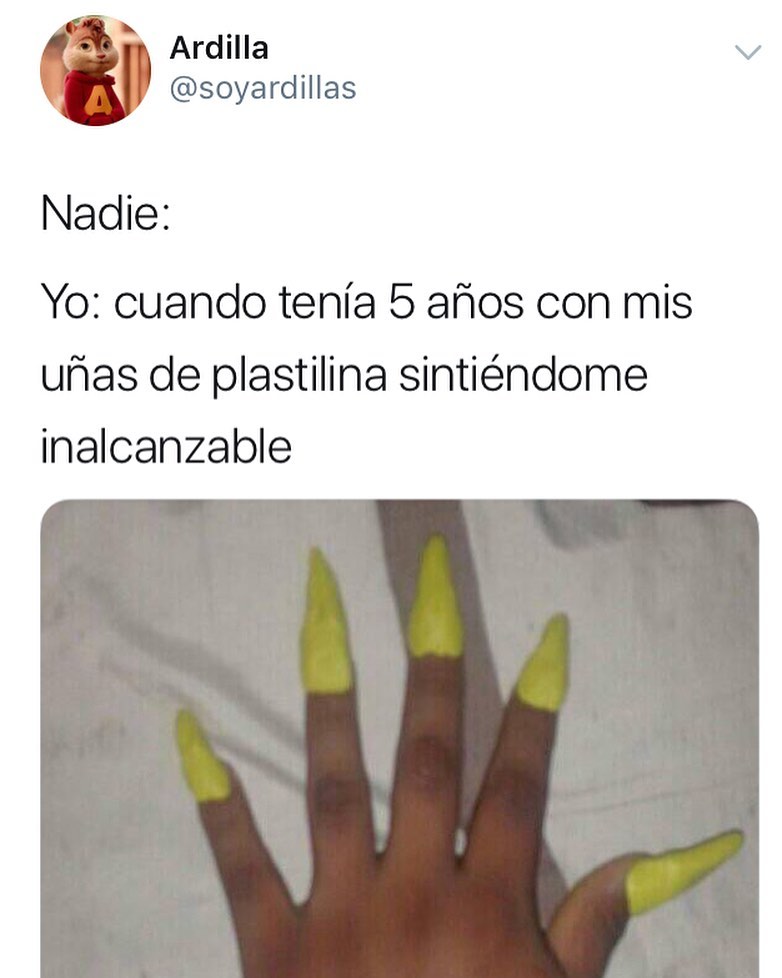 Ardilla
@soyardillas
Nadie:
Yo: cuando tenía 5 años con mis
uñas de plastilina sintiéndome
inalcanzable